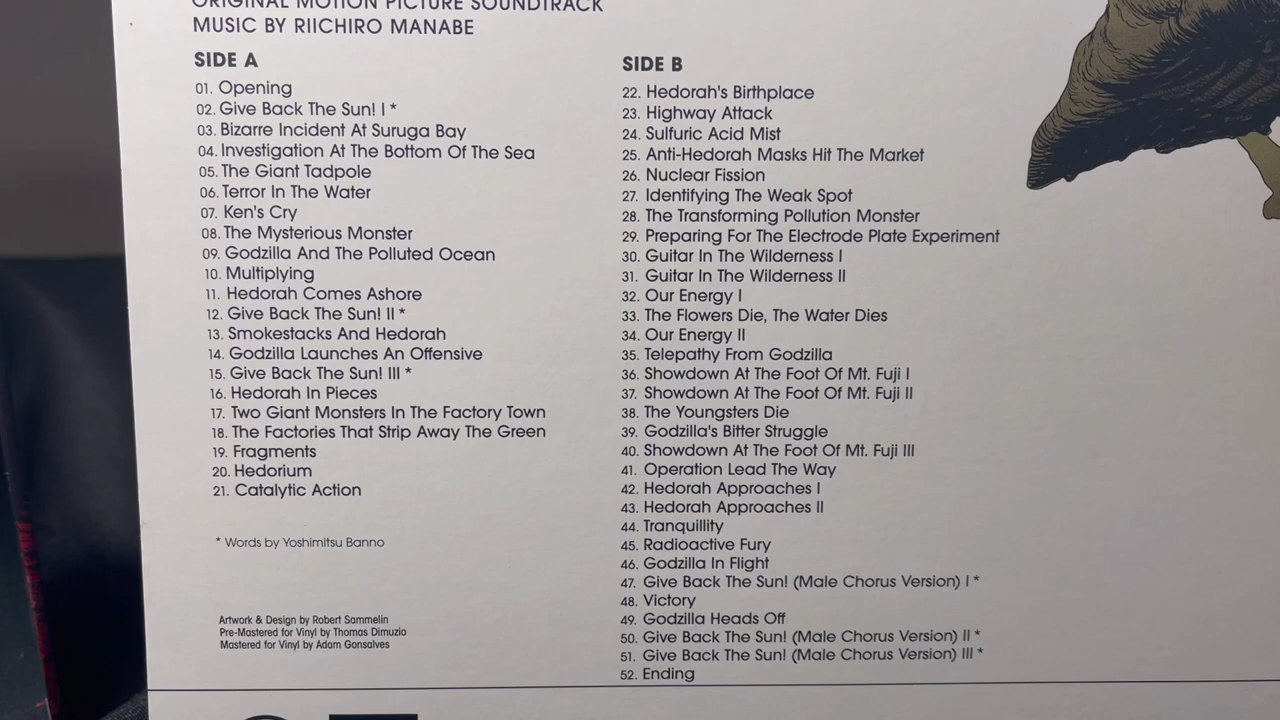 ORIGINAL MOTION PICTURE SOUNDTRACK
MUSIC BY RIICHIRO MANABE
SIDE A
01. Opening
02. Give Back The Sun! I *
03. Bizarre Incident At Suruga Bay
04. Investigation At The Bottom Of The Sea
05. The Giant Tadpole
06. Terror In The Water
07. Ken's Cry
08. The Mysterious Monster
09. Godzilla And The Polluted Ocean
10. Multiplying
11. Hedorah Comes Ashore
12. Give Back The Sun! II *
13. Smokestacks And Hedorah
14. Godzilla Launches An Offensive
15. Give Back The Sun! III *
16. Hedorah In Pieces
17. Two Giant Monsters In The Factory Town
18. The Factories That Strip Away The Green
19. Fragments
20. Hedorium
21. Catalytic Action
* Words by Yoshimitsu Banno
Artwork & Design by Robert Sammelin
Pre-Mastered for Vinyl by Thomas Dimuzio
Mastered for Vinyl by Adam Gonsalves
SIDE B
22. Hedorah's Birthplace
23. Highway Attack
24. Sulfuric Acid Mist
25. Anti-Hedorah Masks Hit The Market
26. Nuclear Fission
27. Identifying The Weak Spot
28. The Transforming Pollution Monster
29. Preparing For The Electrode Plate Experiment
30. Guitar In The Wilderness I
31. Guitar In The Wilderness II
32. Our Energy I
33. The Flowers Die, The Water Dies
34. Our Energy II
35. Telepathy From Godzilla
36. Showdown At The Foot Of Mt. Fuji I
37. Showdown At The Foot Of Mt. Fuji II
38. The Youngsters Die
39. Godzilla's Bitter Struggle
40. Showdown At The Foot Of Mt. Fuji III
41. Operation Lead The Way
42. Hedorah Approaches I
43. Hedorah Approaches II
44. Tranquillity
45. Radioactive Fury
46. Godzilla In Flight
47. Give Back The Sun! (Male Chorus Version) I *
48. Victory
49. Godzilla Heads Off
50. Give Back The Sun! (Male Chorus Version) II *
51. Give Back The Sun! (Male Chorus Version) III *
52. Ending